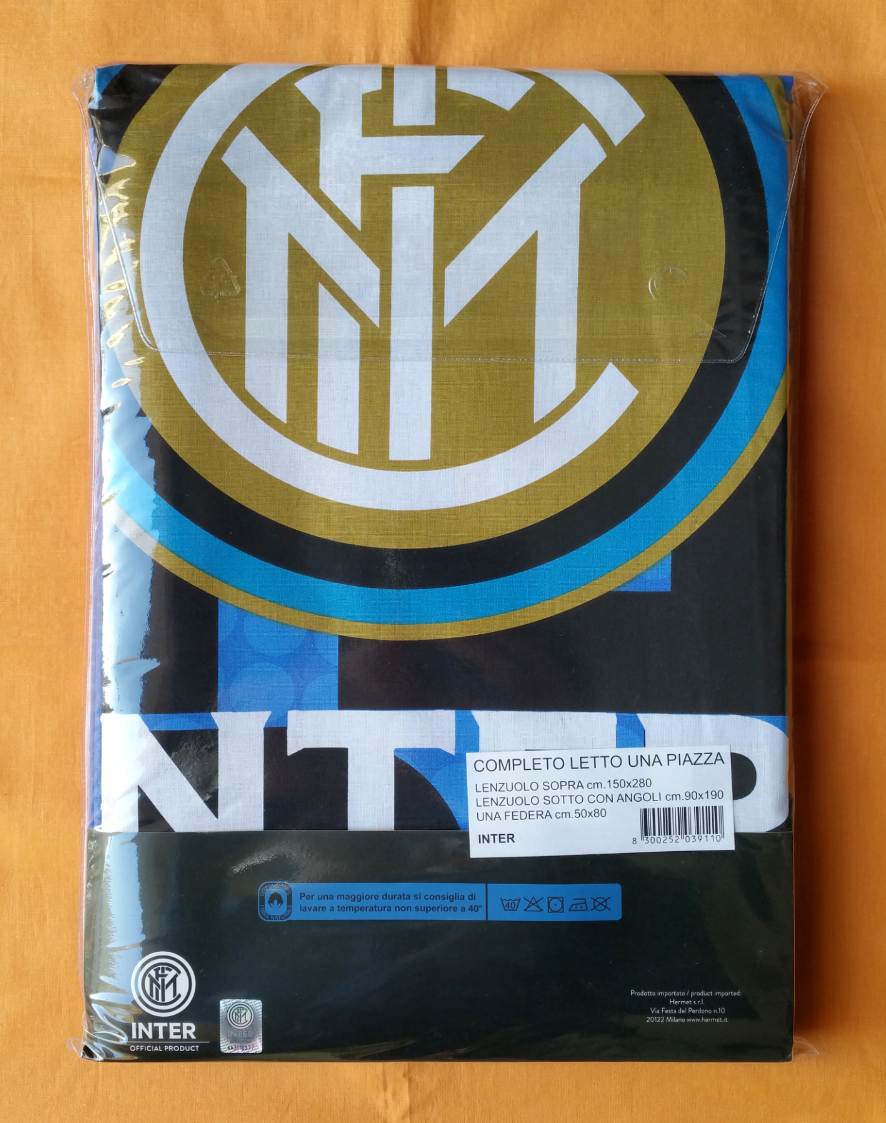 INTER
COMPLETO LETTO UNA PIAZZA
LENZUOLO SOPRA cm.150x280
LENZUOLO SOTTO CON ANGOLI cm.90x190
UNA FEDERA cm.50x80
INTER
8 300252 039110
Per una maggiore durata si consiglia di
lavare a temperatura non superiore a 40°
40
INTER
OFFICIAL PRODUCT
INTER
Prodotto importato / product imported:
Hermet s r.l.
Via Festa del Perdono n.10
20122 Milano www.hermet.it